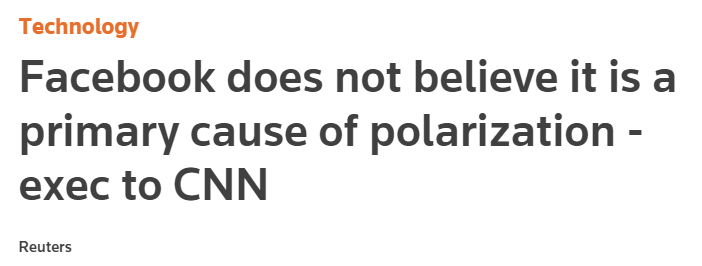 Technology
Facebook does not believe it is a
primary cause of polarization -
exec to CNN
Reuters